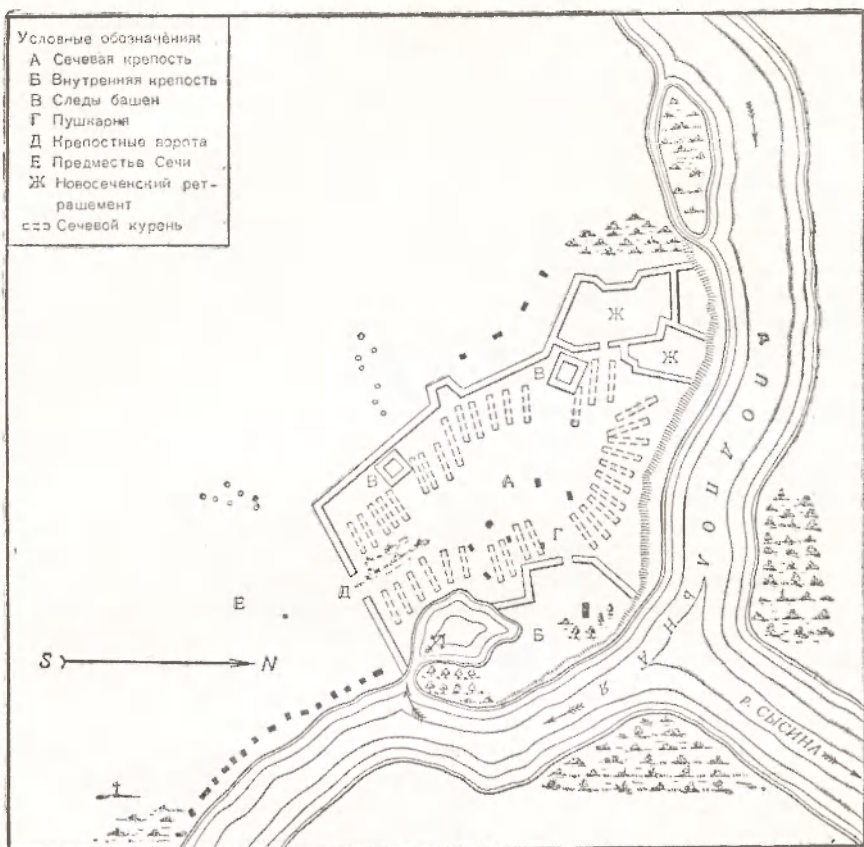 Условные обозначения:
А Сечевая крепость
Б Внутренняя крепость
В Следы башен
Г Пушкарня
Д Крепостные ворота
Е Предместье Сечи
Ж Новосеченский рет-
рашемент
Сечевой курень
Ж
Ж
В
ПОДПОЛЬНАЯ
В
А
Г
Д
Е
Б
S N
Р. СЫСИНА